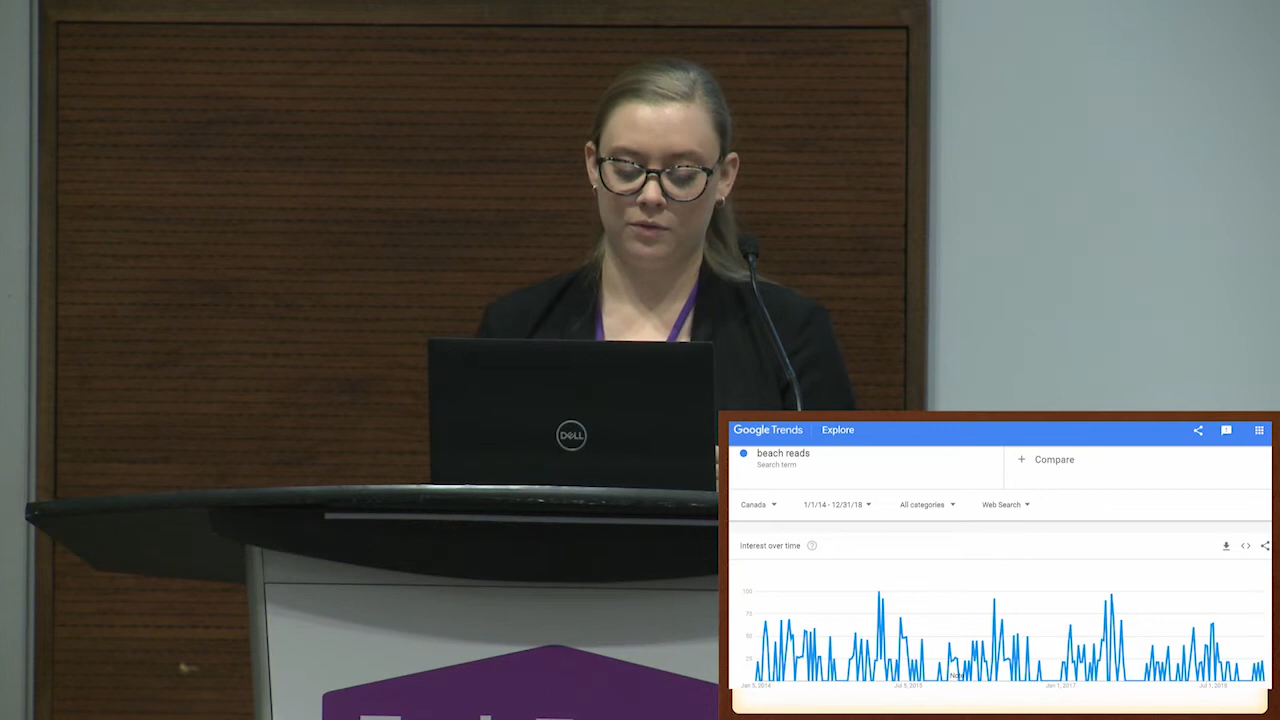 DELL
Google Trends Explore
beach reads
Search term
+ Compare
Canada 1/1/14 - 12/31/18 All categories Web Search
Interest over time
100
75
50
25
Note
Jan 5, 2014 Jul 5, 2015 Jan 1, 2017 Jul 1, 2018